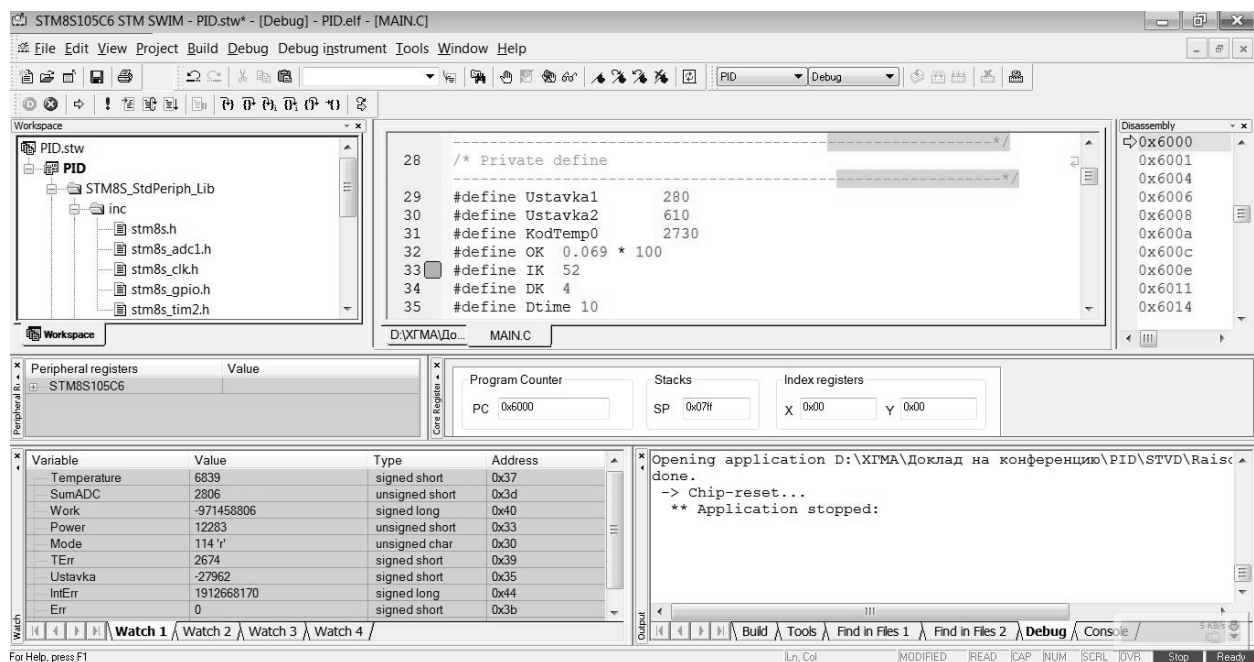 STM8S105C6 STM SWIM - PID.stw* - [Debug] - PID.elf - [MAIN.C]
File Edit View Project Build Debug Debug instrument Tools Window Help
PID Debug
Workspace
PID.stw
PID
STM8S_StdPeriph_Lib
inc
stm8s.h
stm8s_adc1.h
stm8s_clk.h
stm8s_gpio.h
stm8s_tim2.h
Workspace
--------------------------------------------------------*/
28 /* Private define
--------------------------------------------------------*/
29 #define Ustavka1 280
30 #define Ustavka2 610
31 #define KodTemp0 2730
32 #define OK 0.069 * 100
33 #define IK 52
34 #define DK 4
35 #define Dtime 10
D:\ХГМА\До... MAIN.C
Disassembly
0x6000
0x6001
0x6004
0x6006
0x6008
0x600a
0x600c
0x600e
0x6011
0x6014
Peripheral registers Value
STM8S105C6
Core Register
Program Counter Stacks Index registers
PC 0x6000 SP 0x07ff X 0x00 Y 0x00
Variable Value Type Address
Temperature 6839 signed short 0x37
SumADC 2806 unsigned short 0x3d
Work -971458806 signed long 0x40
Power 12283 unsigned short 0x33
Mode 114 'r' unsigned char 0x30
TErr 2674 signed short 0x39
Ustavka -27962 signed short 0x35
IntErr 1912668170 signed long 0x44
Err 0 signed short 0x3b
Watch
Watch 1 Watch 2 Watch 3 Watch 4
Opening application D:\ХГМА\Доклад на конференцию\PID\STVD\Raisc
done.
-> Chip-reset...
** Application stopped:
Output
Build Tools Find in Files 1 Find in Files 2 Debug Console
5 KB/s
For Help, press F1
Ln, Col MODIFIED READ CAP NUM SCRL OVR Stop Ready